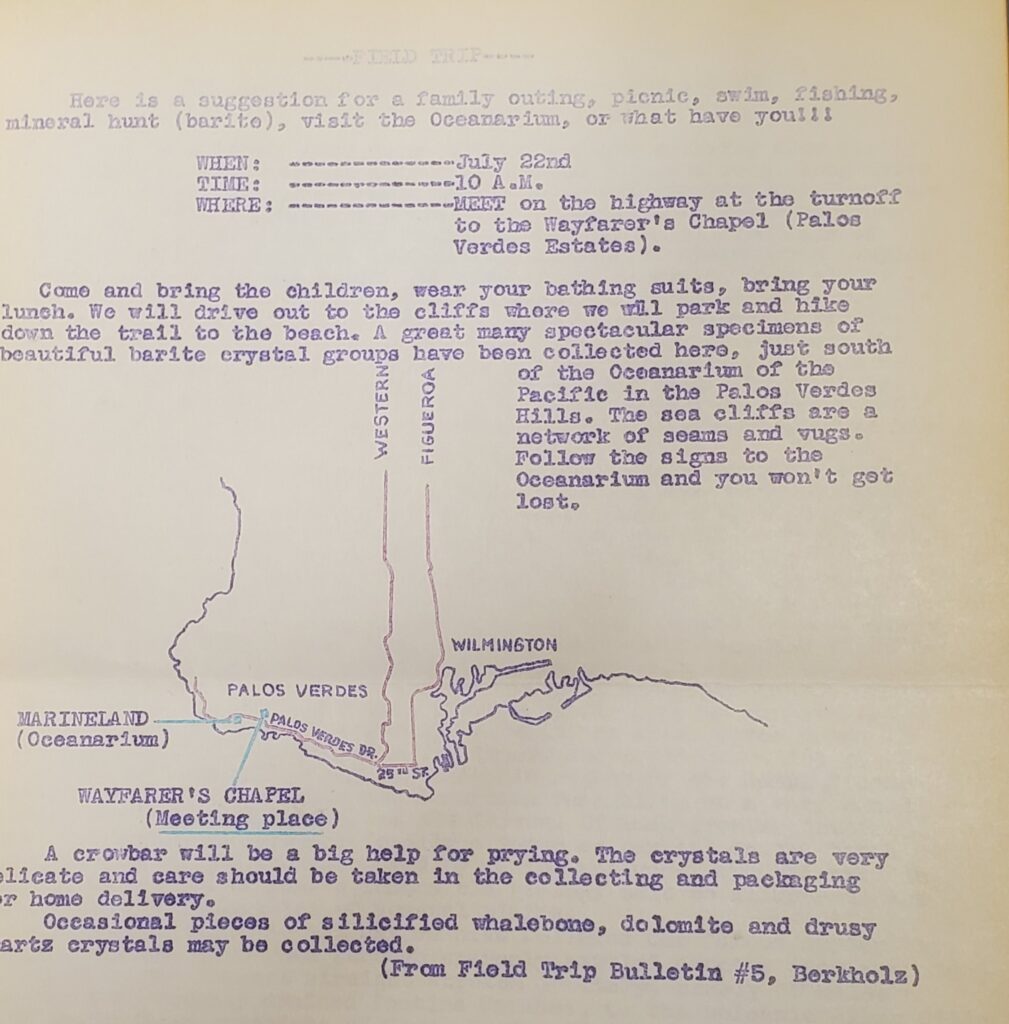 -----FIELD TRIP-----
Here is a suggestion for a family outing, picnic, swim, fishing,
mineral hunt (barite), visit the Oceanarium, or what have you!!!
WHEN: ------------------July 22nd
TIME: ------------------10 A.M.
WHERE: ------------------MEET on the highway at the turnoff
to the Wayfarer's Chapel (Palos
Verdes Estates).
Come and bring the children, wear your bathing suits, bring your
lunch. We will drive out to the cliffs where we will park and hike
down the trail to the beach. A great many spectacular specimens of
beautiful barite crystal groups have been collected here, just south
of the Oceanarium of the
Pacific in the Palos Verdes
Hills. The sea cliffs are a
network of seams and vugs.
Follow the signs to the
Oceanarium and you won't get
lost.
WESTERN
FIGUEROA
WILMINGTON
PALOS VERDES
MARINELAND
(Oceanarium)
PALOS VERDES DR.
25TH ST.
WAYFARER'S CHAPEL
(Meeting place)
A crowbar will be a big help for prying. The crystals are very
elicate and care should be taken in the collecting and packaging
r home delivery.
Occasional pieces of silicified whalebone, dolomite and drusy
artz crystals may be collected.
(From Field Trip Bulletin #5, Berkholz)